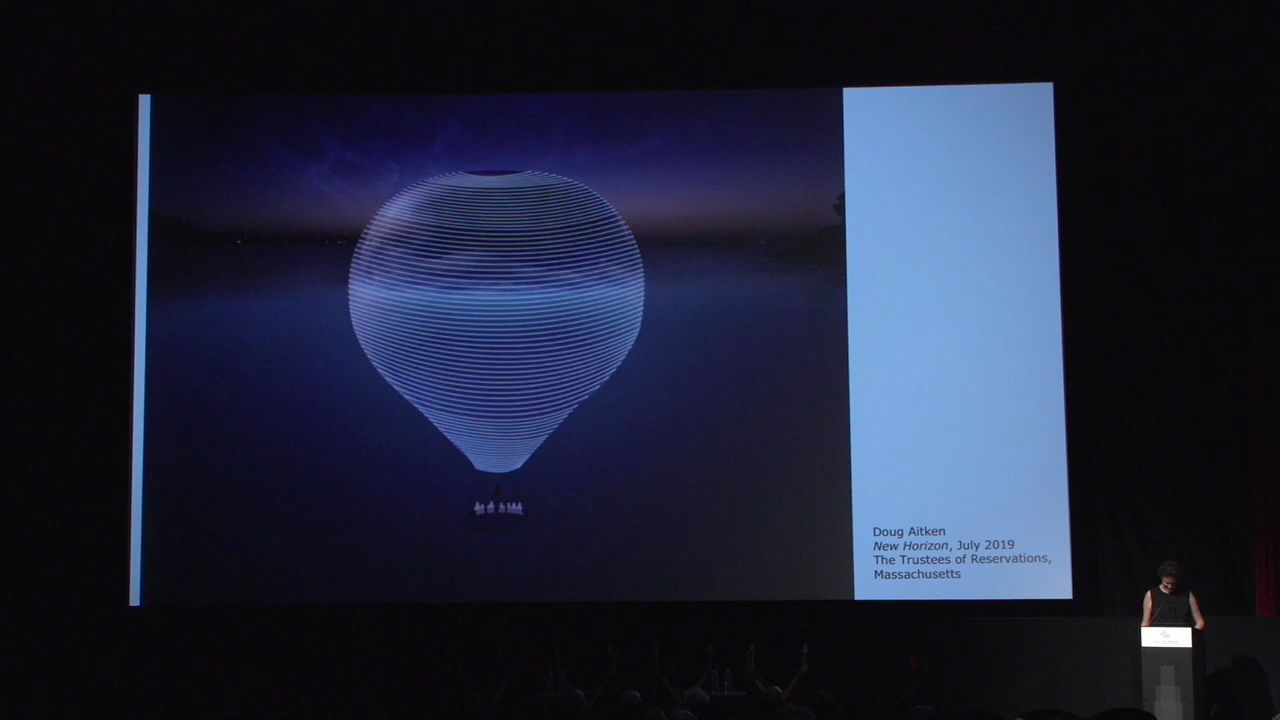 Doug Aitken
New Horizon, July 2019
The Trustees of Reservations,
Massachusetts